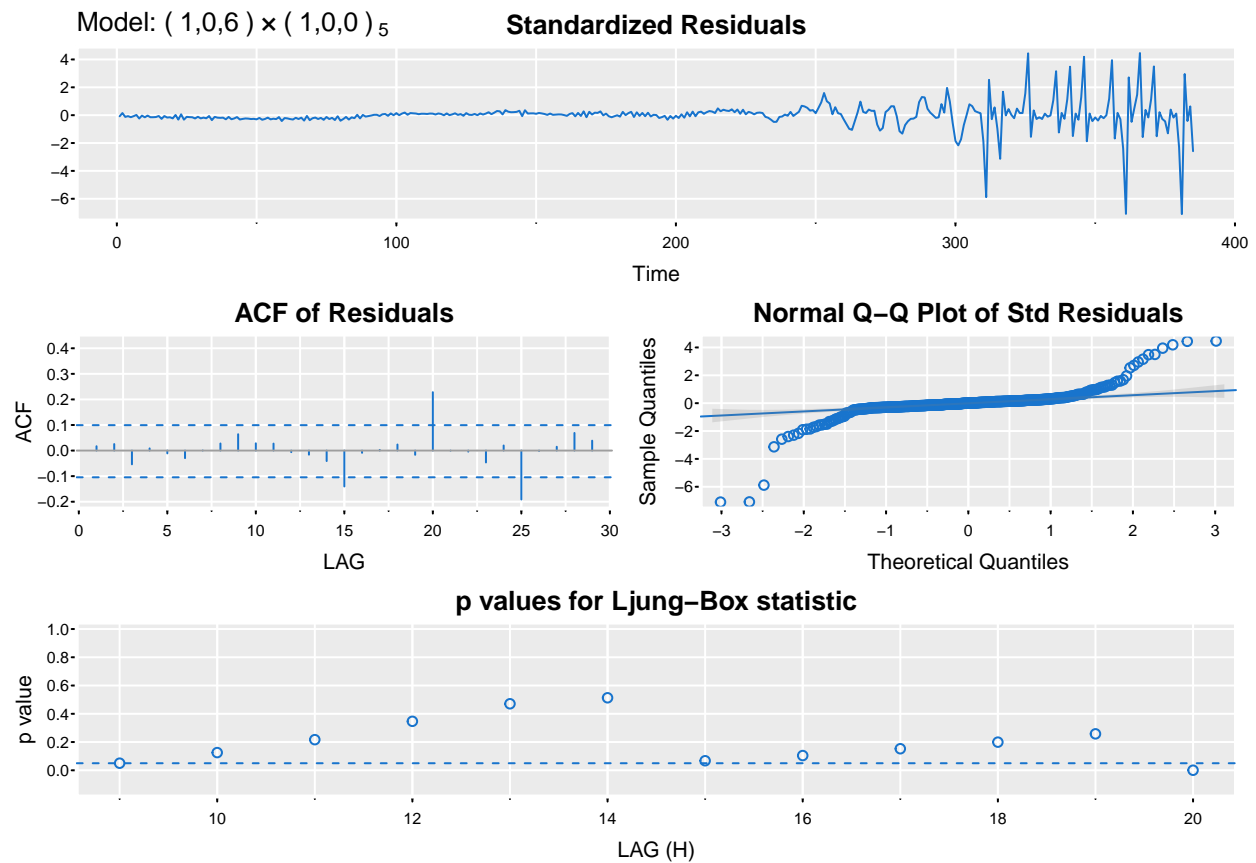 Model: ( 1,0,6 ) × ( 1,0,0 ) 5
Standardized Residuals
4
2
0
−2
−4
−6
0 100 200 300 400
Time
ACF of Residuals
0.4
0.3
0.2
0.1
0.0
−0.1
−0.2
ACF
0 5 10 15 20 25 30
LAG
Normal Q−Q Plot of Std Residuals
4
2
0
−2
−4
−6
Sample Quantiles
−3 −2 −1 0 1 2 3
Theoretical Quantiles
p values for Ljung−Box statistic
1.0
0.8
0.6
0.4
0.2
0.0
p value
10 12 14 16 18 20
LAG (H)